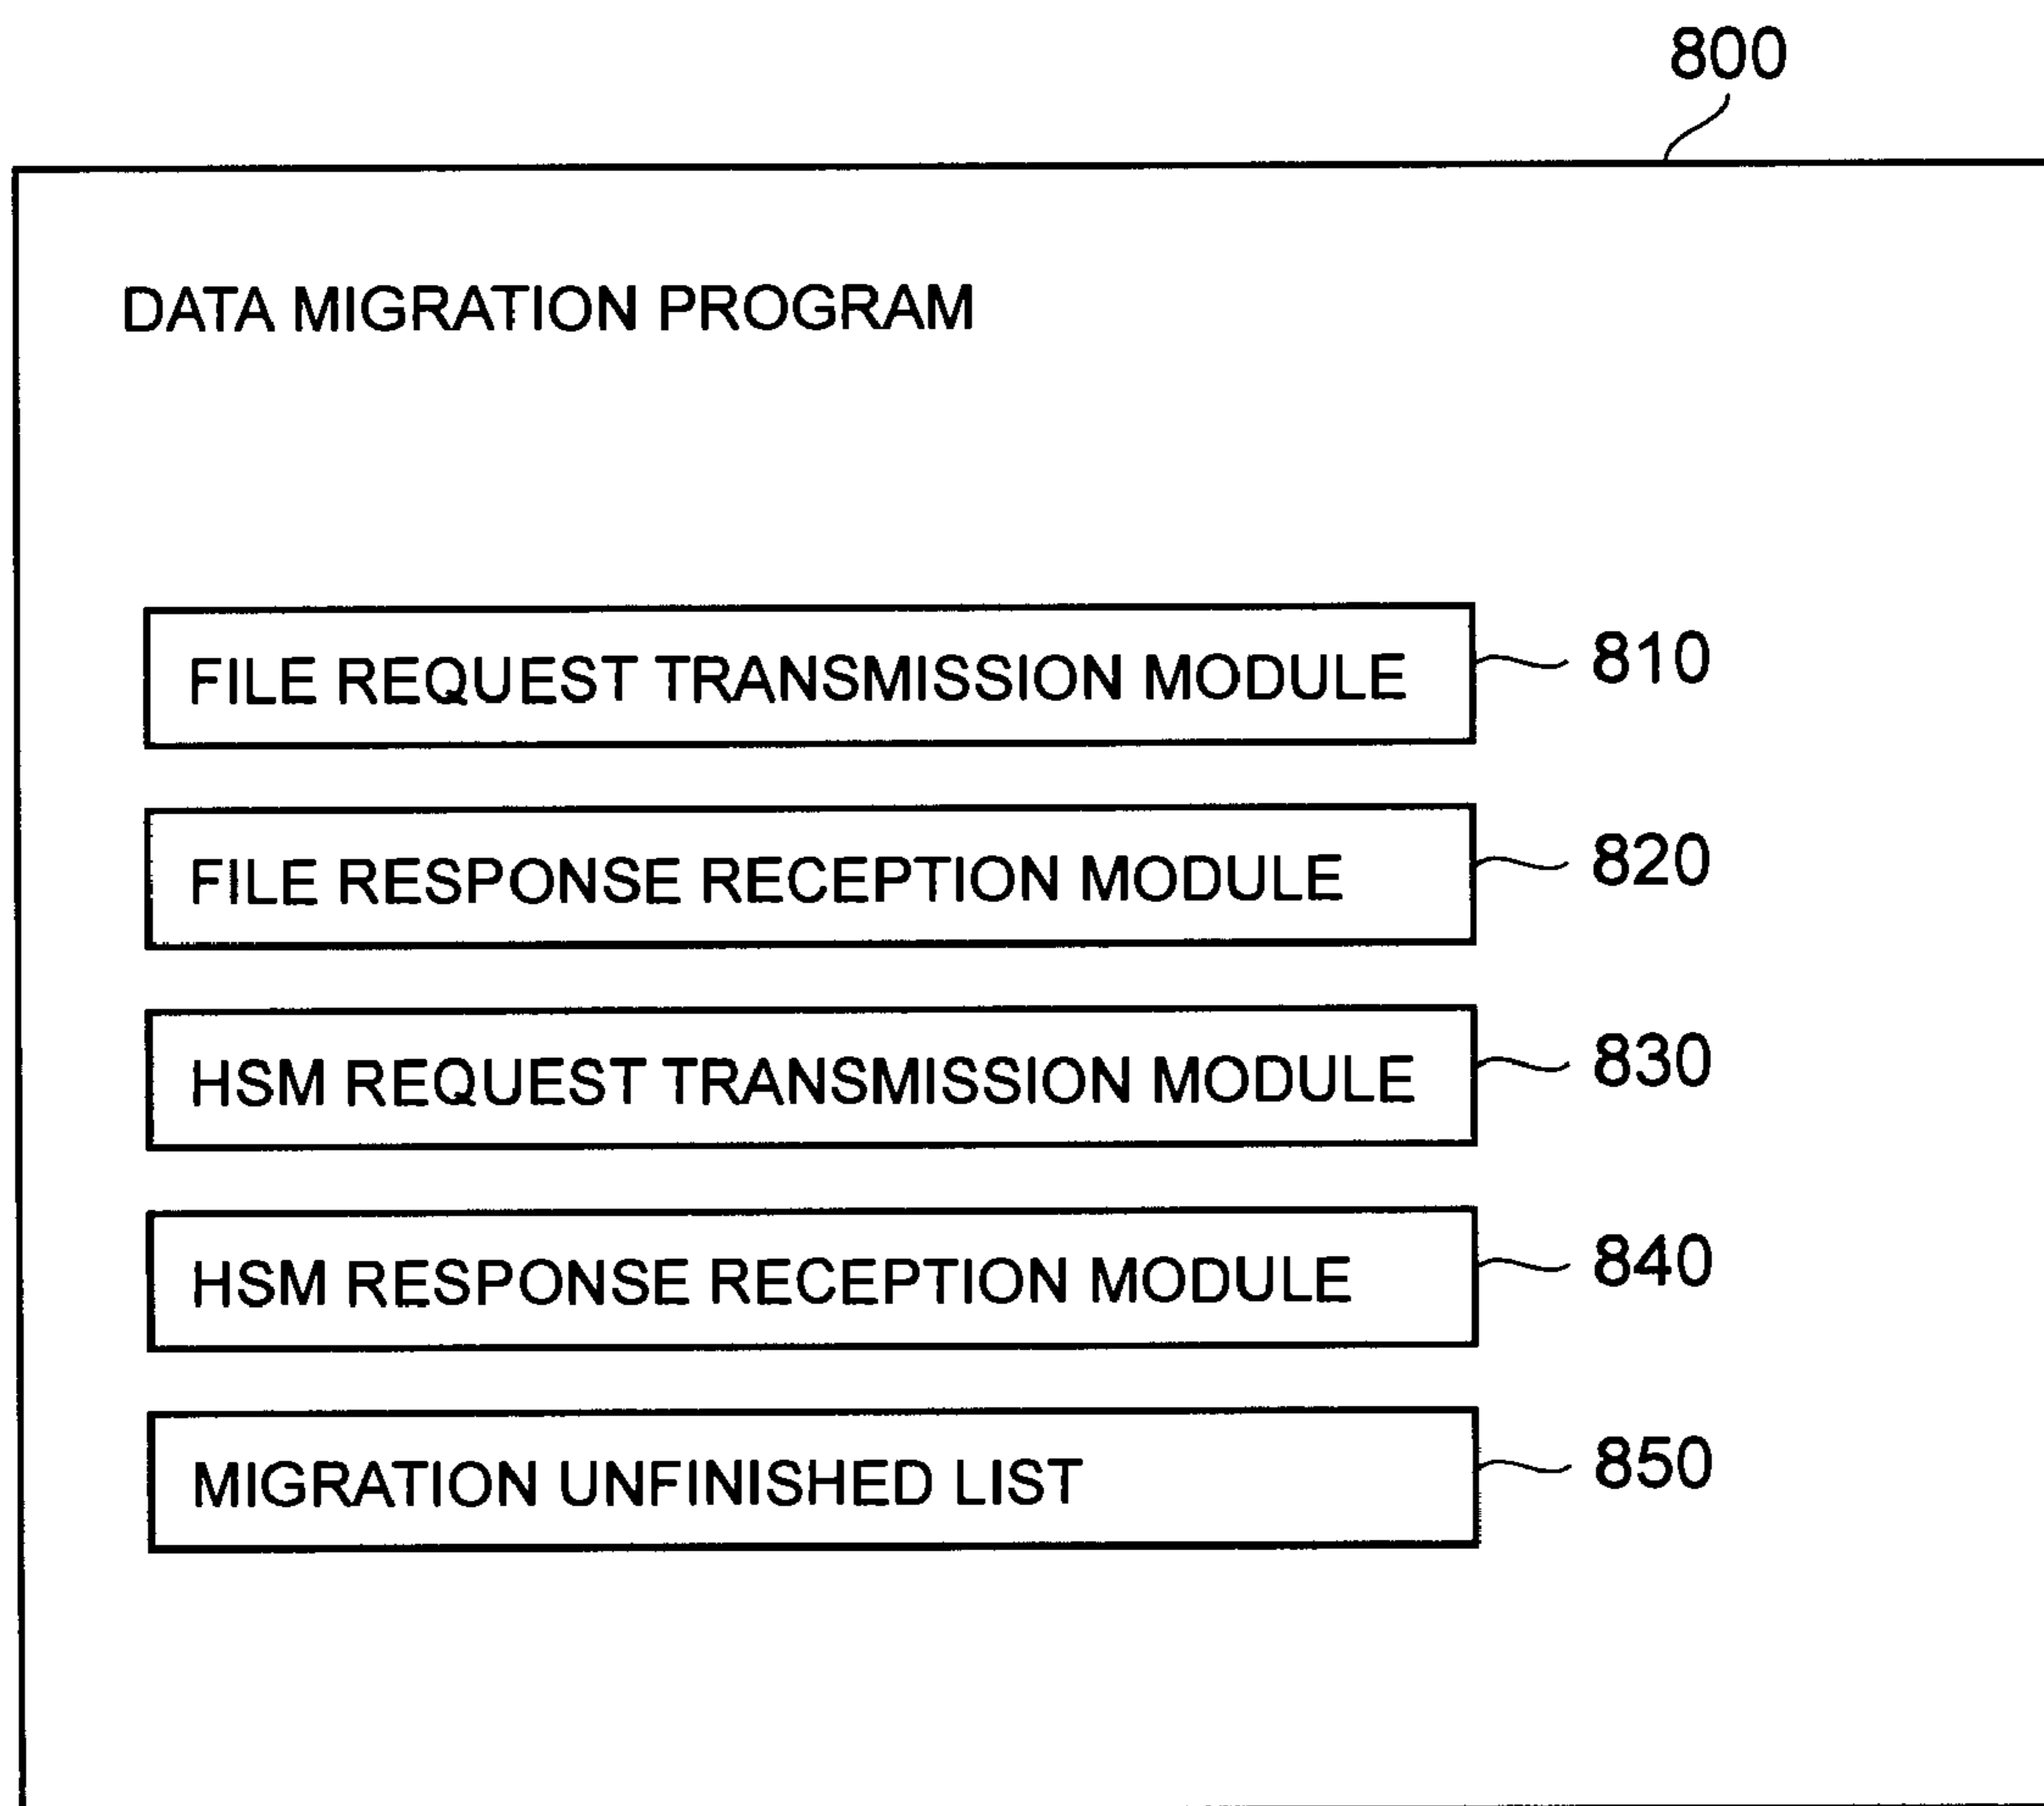 800
DATA MIGRATION PROGRAM
FILE REQUEST TRANSMISSION MODULE 810
FILE RESPONSE RECEPTION MODULE 820
HSM REQUEST TRANSMISSION MODULE 830
HSM RESPONSE RECEPTION MODULE 840
MIGRATION UNFINISHED LIST 850